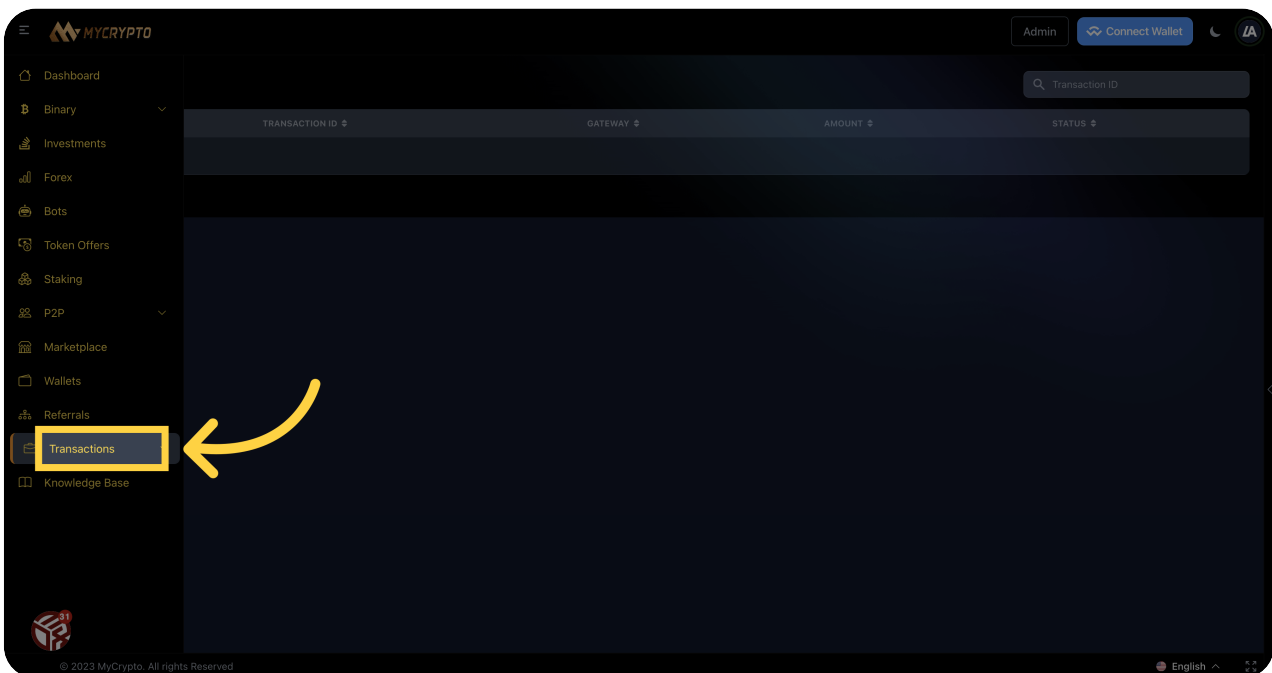 MYCRYPTO
Admin
Connect Wallet
IA
Dashboard
Transaction ID
Binary
TRANSACTION ID
GATEWAY
AMOUNT
STATUS
Investments
Forex
Bots
Token Offers
Staking
P2P
Marketplace
Wallets
Referrals
Transactions
Knowledge Base
31
© 2023 MyCrypto. All rights Reserved
English